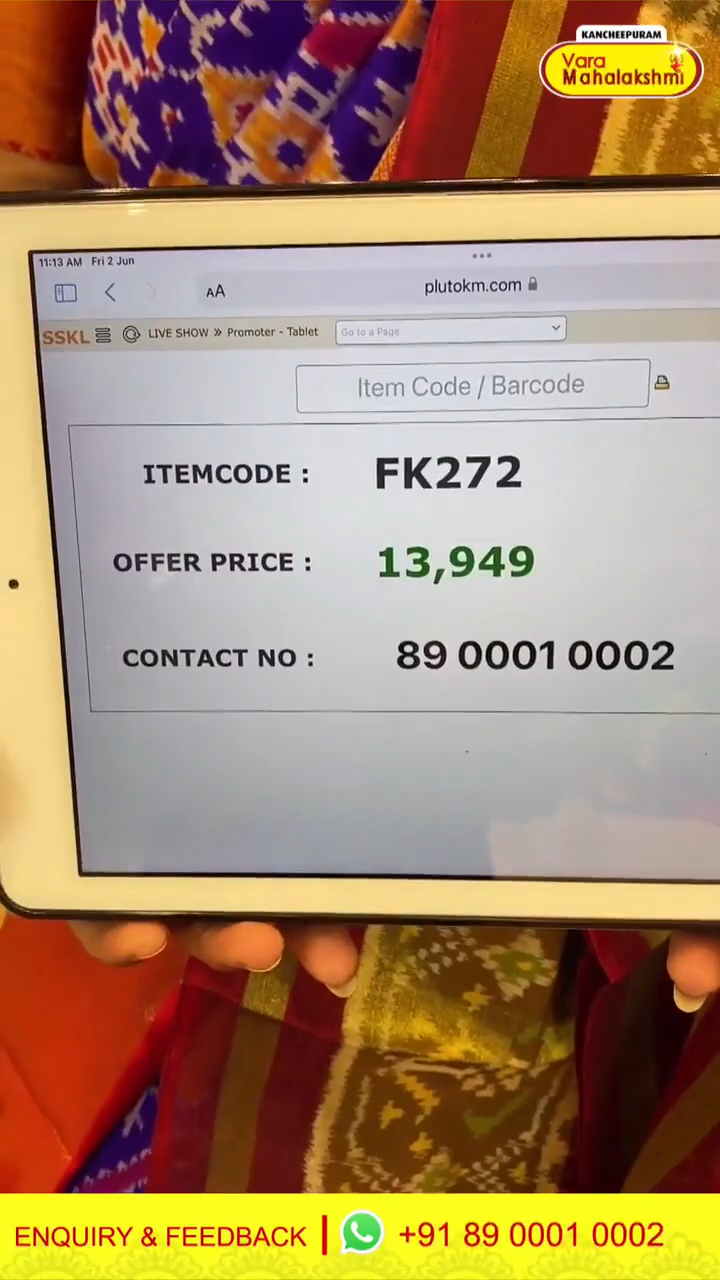 KANCHEEPURAM
Vara
Mahalakshmi
11:13 AM Fri 2 Jun
AA
plutokm.com
SSKL LIVE SHOW » Promoter - Tablet Go to a Page
Item Code / Barcode
ITEMCODE : FK272
OFFER PRICE : 13,949
CONTACT NO : 89 0001 0002
ENQUIRY & FEEDBACK | +91 89 0001 0002